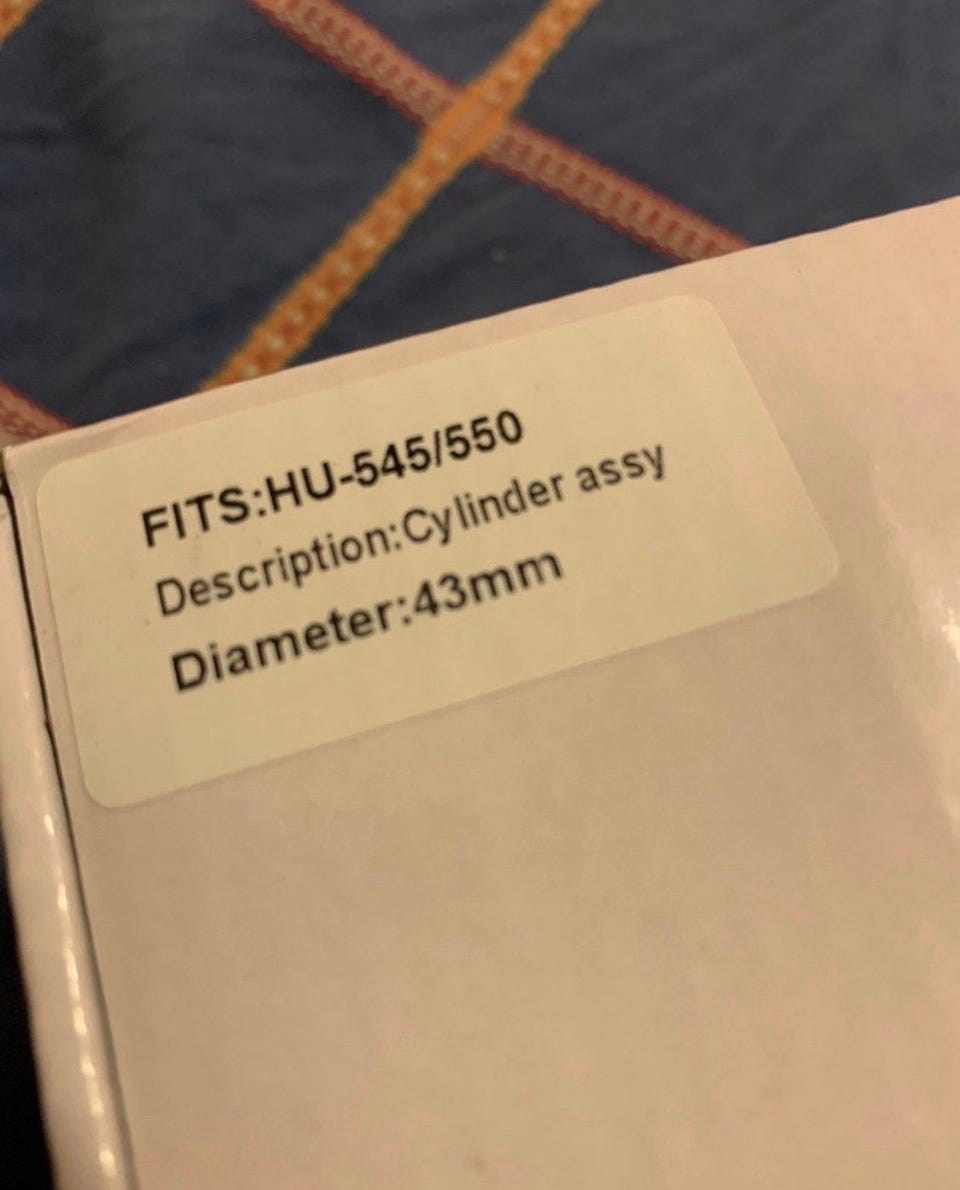 FITS:HU-545/550
Description:Cylinder assy
Diameter:43mm